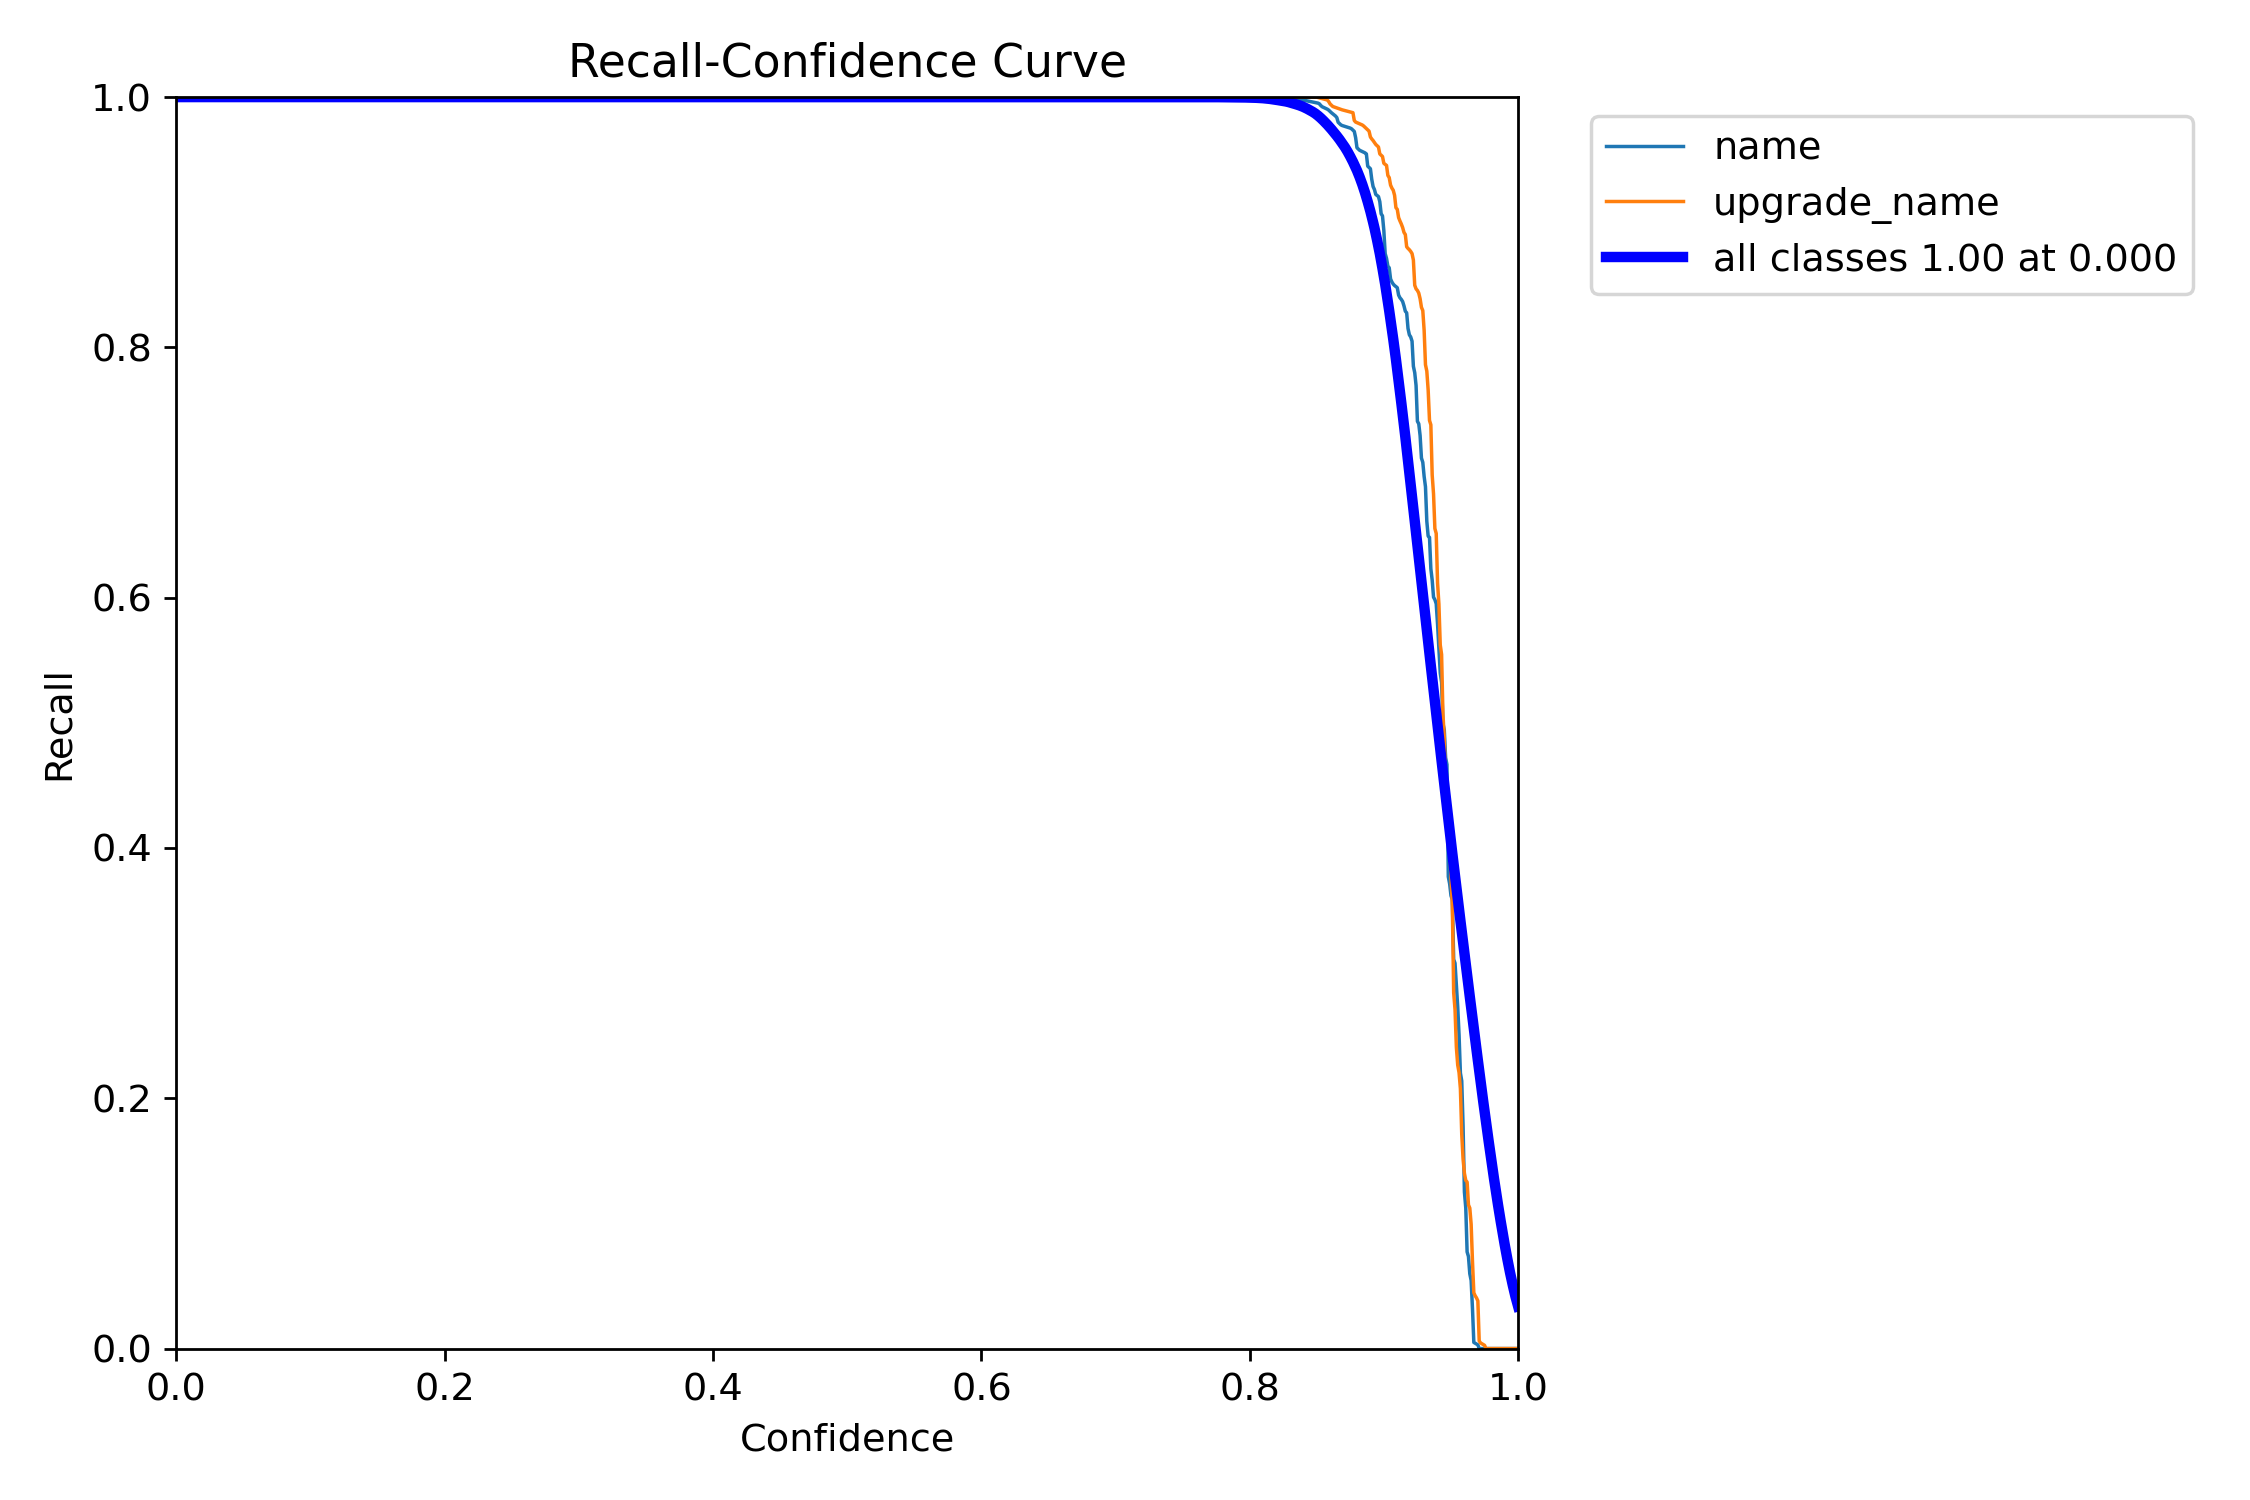 Recall-Confidence Curve
1.0
0.8
0.6
0.4
0.2
0.0
Recall
0.0 0.2 0.4 0.6 0.8 1.0
Confidence
name
upgrade_name
all classes 1.00 at 0.000